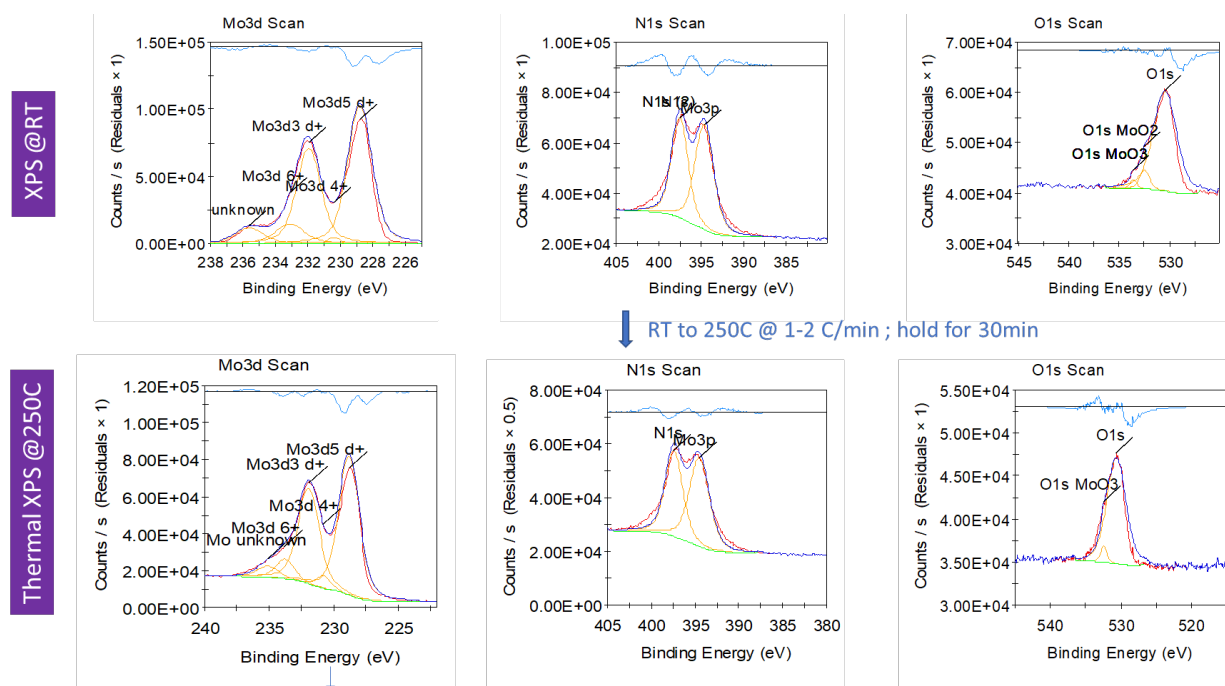 XPS @RT
Mo3d Scan
1.50E+05
1.00E+05
5.00E+04
0.00E+00
Counts / s (Residuals × 1)
Mo3d5 d+
Mo3d3 d+
Mo3d 6+
Mo3d 4+
unknown
238 236 234 232 230 228 226
Binding Energy (eV)
N1s Scan
1.00E+05
8.00E+04
6.00E+04
4.00E+04
2.00E+04
Counts / s (Residuals × 1)
Mo3p
405 400 395 390 385
Binding Energy (eV)
O1s Scan
7.00E+04
6.00E+04
5.00E+04
4.00E+04
3.00E+04
Counts / s (Residuals × 1)
O1s
O1s MoO2
O1s MoO3
545 540 535 530
Binding Energy (eV)
RT to 250C @ 1-2 C/min ; hold for 30min
Thermal XPS @250C
Mo3d Scan
1.20E+05
1.00E+05
8.00E+04
6.00E+04
4.00E+04
2.00E+04
0.00E+00
Counts / s (Residuals × 1)
Mo3d5 d+
Mo3d3 d+
Mo3d 4+
Mo3d 6+
Mo unknown
240 235 230 225
Binding Energy (eV)
N1s Scan
8.00E+04
6.00E+04
4.00E+04
2.00E+04
0.00E+00
Counts / s (Residuals × 0.5)
N1s
Mo3p
405 400 395 390 385 380
Binding Energy (eV)
O1s Scan
5.50E+04
5.00E+04
4.50E+04
4.00E+04
3.50E+04
3.00E+04
Counts / s (Residuals × 1)
O1s
O1s MoO3
540 530 520
Binding Energy (eV)